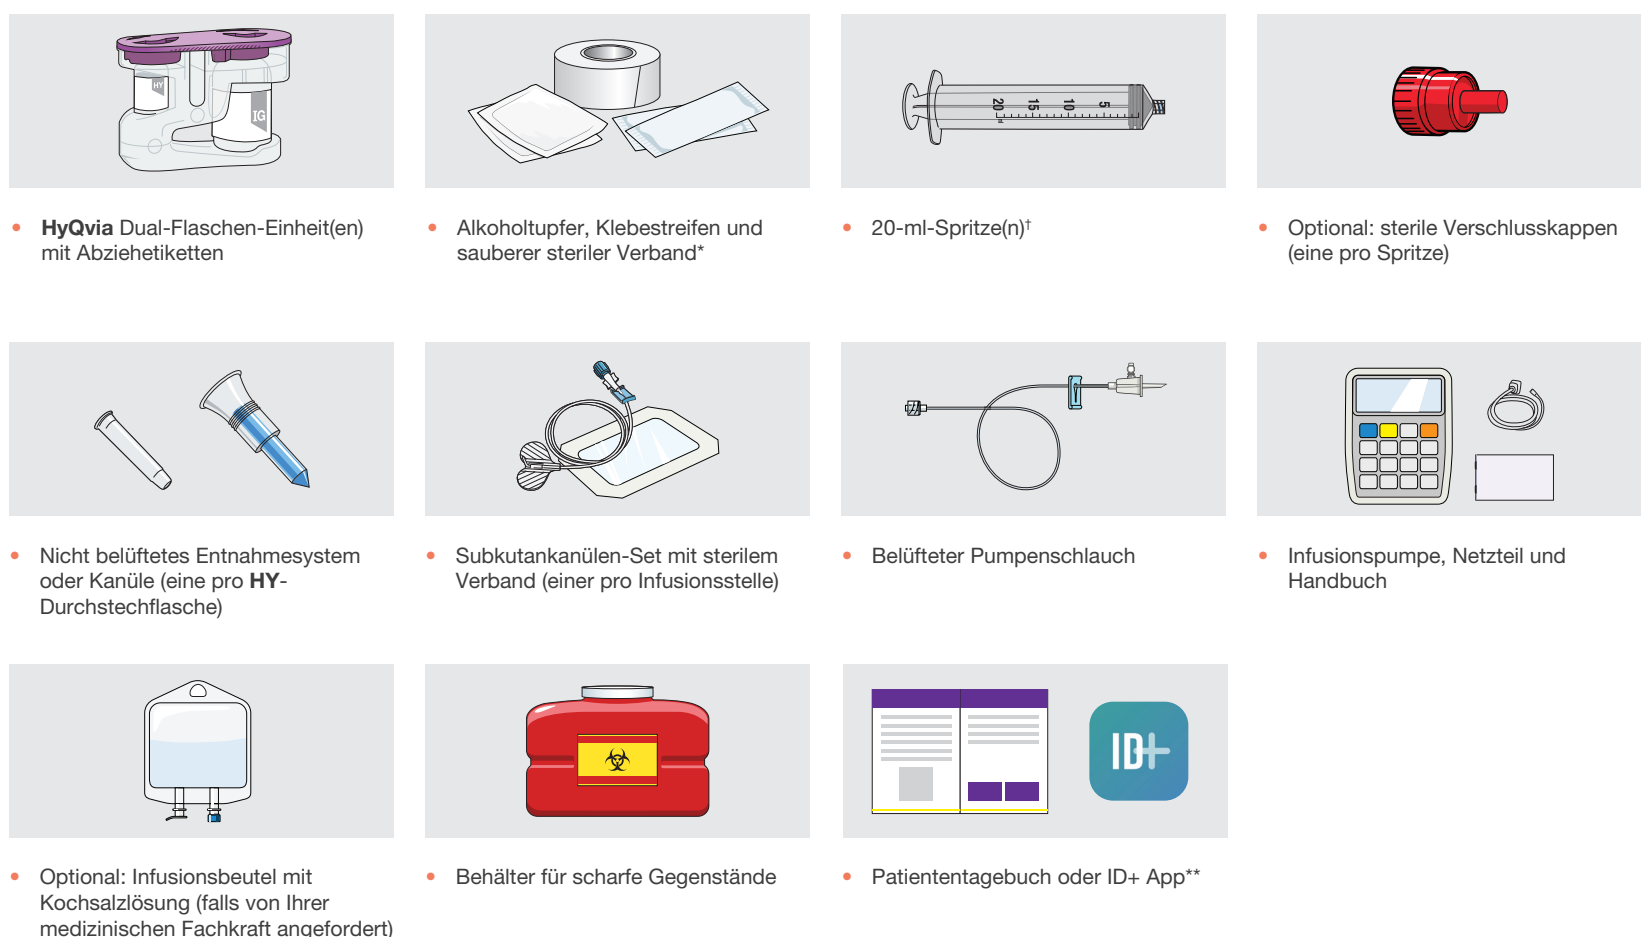 HY
IG
20 15 10 5
ml
• HyQvia Dual-Flaschen-Einheit(en)
mit Abziehetiketten
• Alkoholtupfer, Klebestreifen und
sauberer steriler Verband*
• 20-ml-Spritze(n)†
• Optional: sterile Verschlusskappen
(eine pro Spritze)
• Nicht belüftetes Entnahmesystem
oder Kanüle (eine pro HY-
Durchstechflasche)
• Subkutankanülen-Set mit sterilem
Verband (einer pro Infusionsstelle)
• Belüfteter Pumpenschlauch
• Infusionspumpe, Netzteil und
Handbuch
ID+
• Optional: Infusionsbeutel mit
Kochsalzlösung (falls von Ihrer
medizinischen Fachkraft angefordert)
• Behälter für scharfe Gegenstände
• Patiententagebuch oder ID+ App**